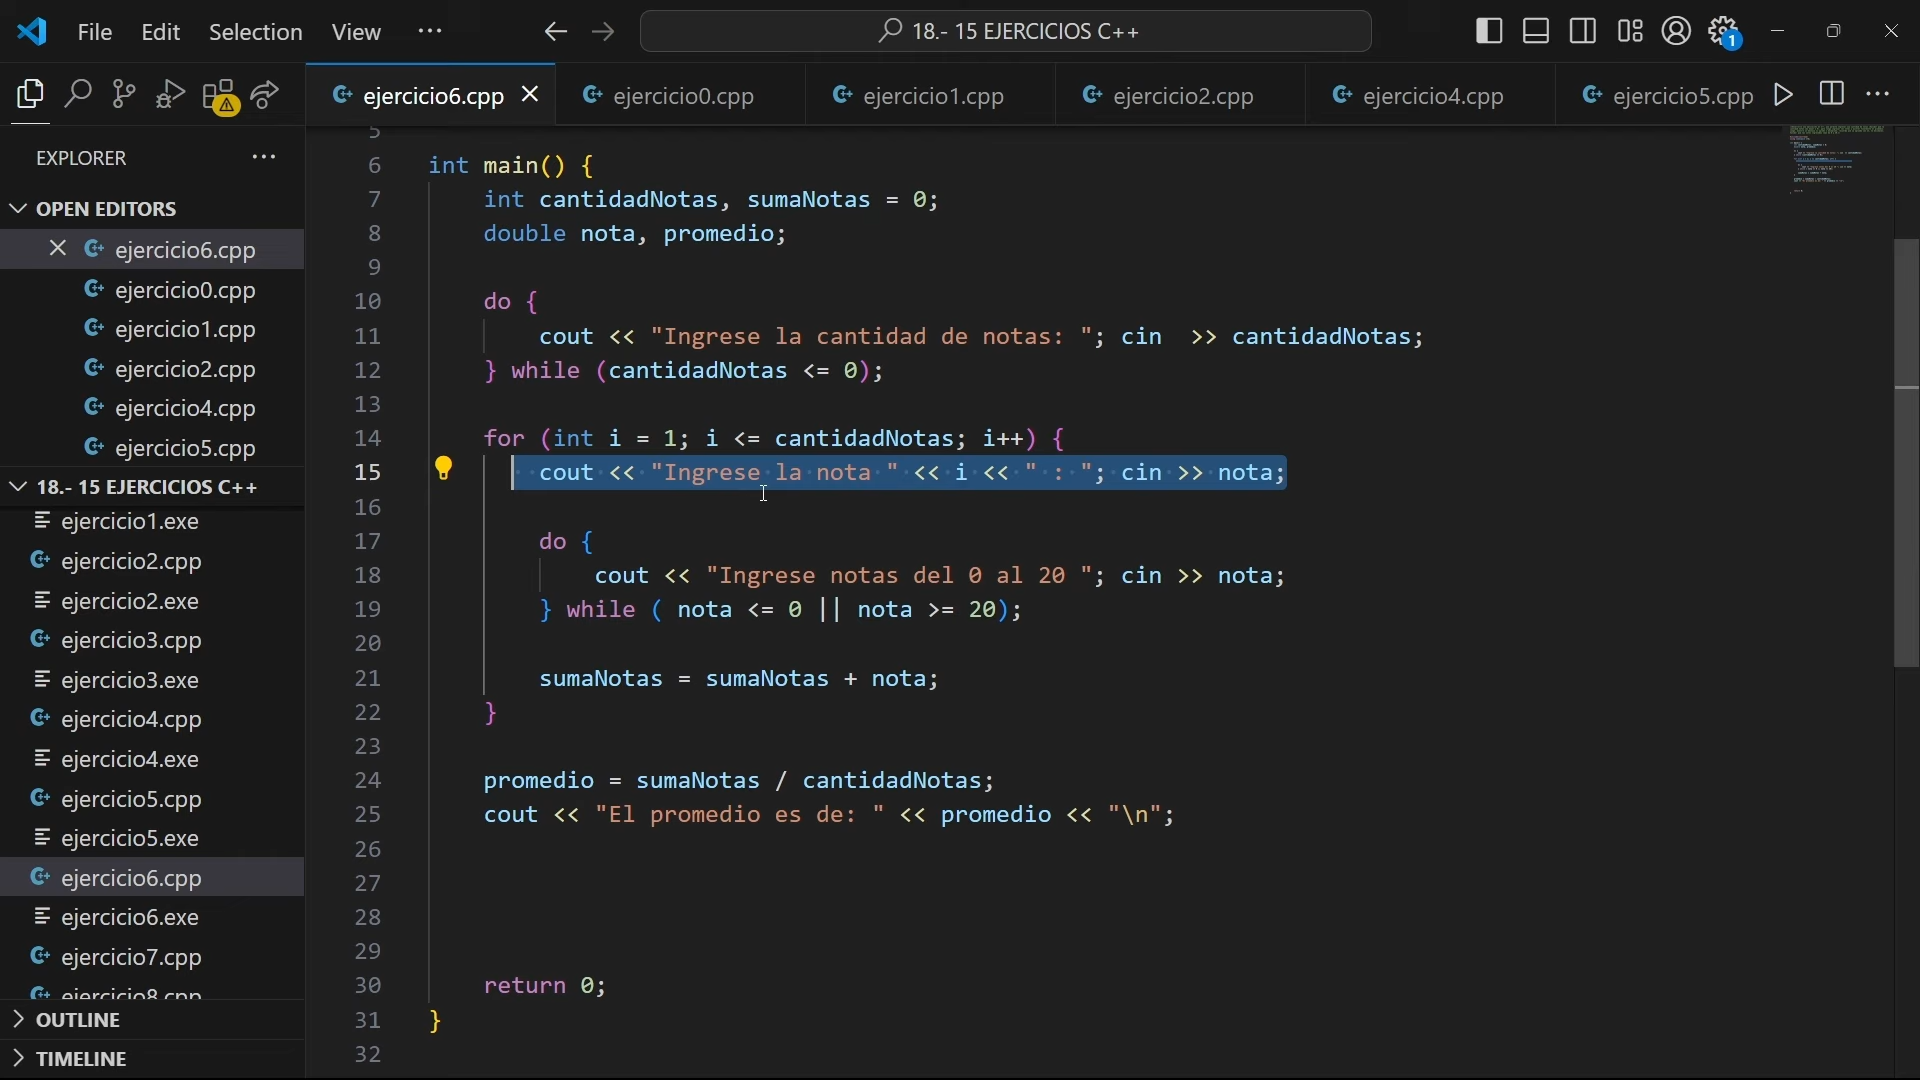 File Edit Selection View ···
18.- 15 EJERCICIOS C++
1
ejercicio6.cpp
ejercicio0.cpp
ejercicio1.cpp
ejercicio2.cpp
ejercicio4.cpp
ejercicio5.cpp
EXPLORER
OPEN EDITORS
ejercicio6.cpp
ejercicio0.cpp
ejercicio1.cpp
ejercicio2.cpp
ejercicio4.cpp
ejercicio5.cpp
18.- 15 EJERCICIOS C++
ejercicio1.exe
ejercicio2.cpp
ejercicio2.exe
ejercicio3.cpp
ejercicio3.exe
ejercicio4.cpp
ejercicio4.exe
ejercicio5.cpp
ejercicio5.exe
ejercicio6.cpp
ejercicio6.exe
ejercicio7.cpp
ejercicio8.cpp
OUTLINE
TIMELINE
5
6 int main() {
7 int cantidadNotas, sumaNotas = 0;
8 double nota, promedio;
9
10 do {
11 cout << "Ingrese la cantidad de notas: "; cin  >> cantidadNotas;
12 } while (cantidadNotas <= 0);
13
14 for (int i = 1; i <= cantidadNotas; i++) {
15 cout << "Ingrese la nota " << i << " : "; cin >> nota;
16
17 do {
18 cout << "Ingrese notas del 0 al 20 "; cin >> nota;
19 } while ( nota <= 0 || nota >= 20);
20
21 sumaNotas = sumaNotas + nota;
22 }
23
24 promedio = sumaNotas / cantidadNotas;
25 cout << "El promedio es de: " << promedio << "\n";
26
27
28
29
30 return 0;
31 }
32